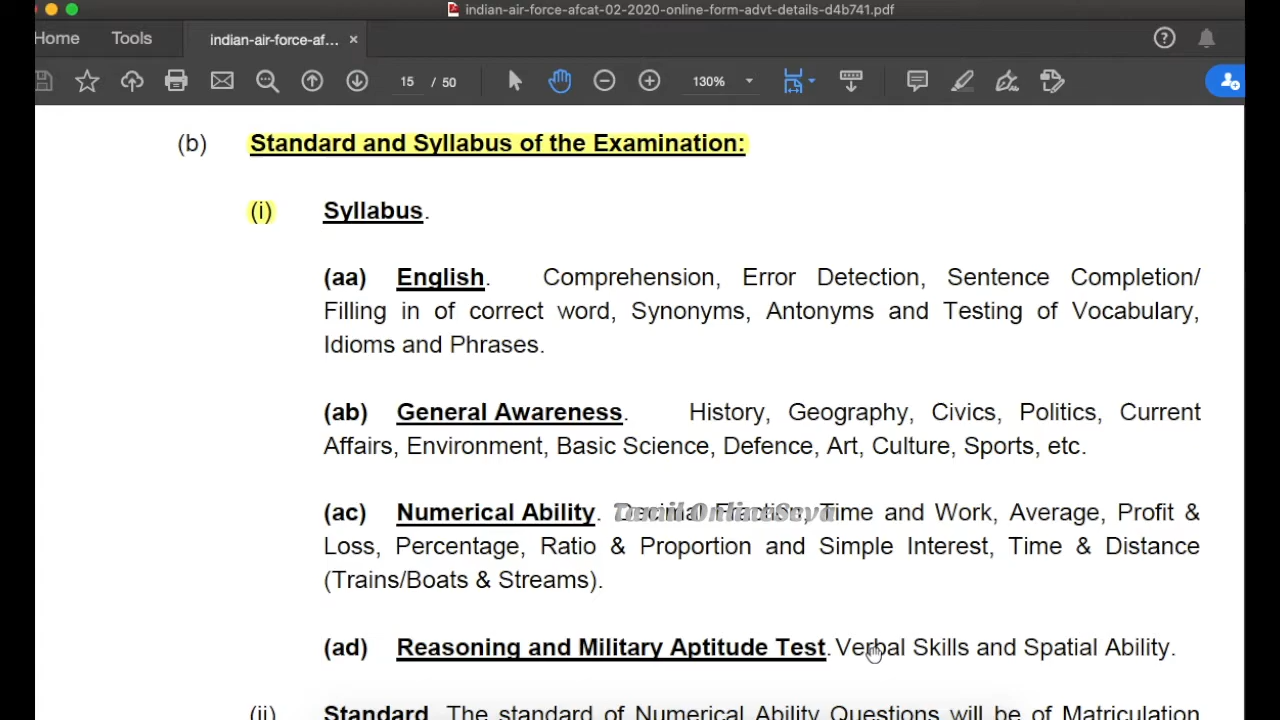 indian-air-force-afcat-02-2020-online-form-advt-details-d4b741.pdf
Home Tools indian-air-force-af... ×
15 / 50 130%
(b) Standard and Syllabus of the Examination:
(i) Syllabus.
(aa) English. Comprehension, Error Detection, Sentence Completion/
Filling in of correct word, Synonyms, Antonyms and Testing of Vocabulary,
Idioms and Phrases.
(ab) General Awareness. History, Geography, Civics, Politics, Current
Affairs, Environment, Basic Science, Defence, Art, Culture, Sports, etc.
(ac) Numerical Ability. Decimal Fraction, Time and Work, Average, Profit &
Tamil OnlineSeva
Loss, Percentage, Ratio & Proportion and Simple Interest, Time & Distance
(Trains/Boats & Streams).
(ad) Reasoning and Military Aptitude Test. Verbal Skills and Spatial Ability.
(ii) Standard. The standard of Numerical Ability Questions will be of Matriculation